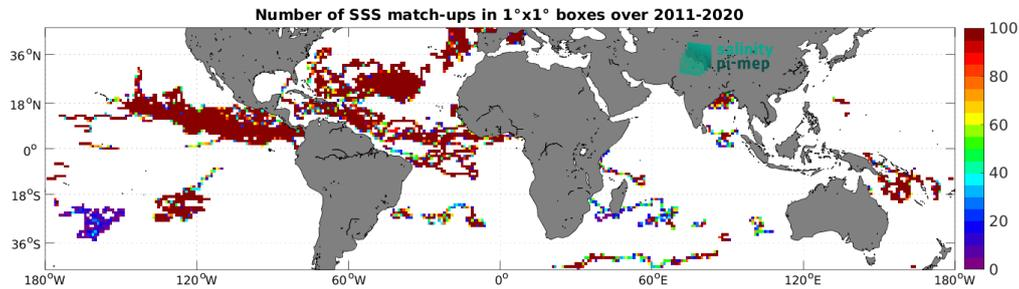 Number of SSS match-ups in 1°x1° boxes over 2011-2020
salinity
pi-mep
36°N
18°N
0°
18°S
36°S
180°W
120°W
60°W
0°
60°E
120°E
180°W
100
80
60
40
20
0